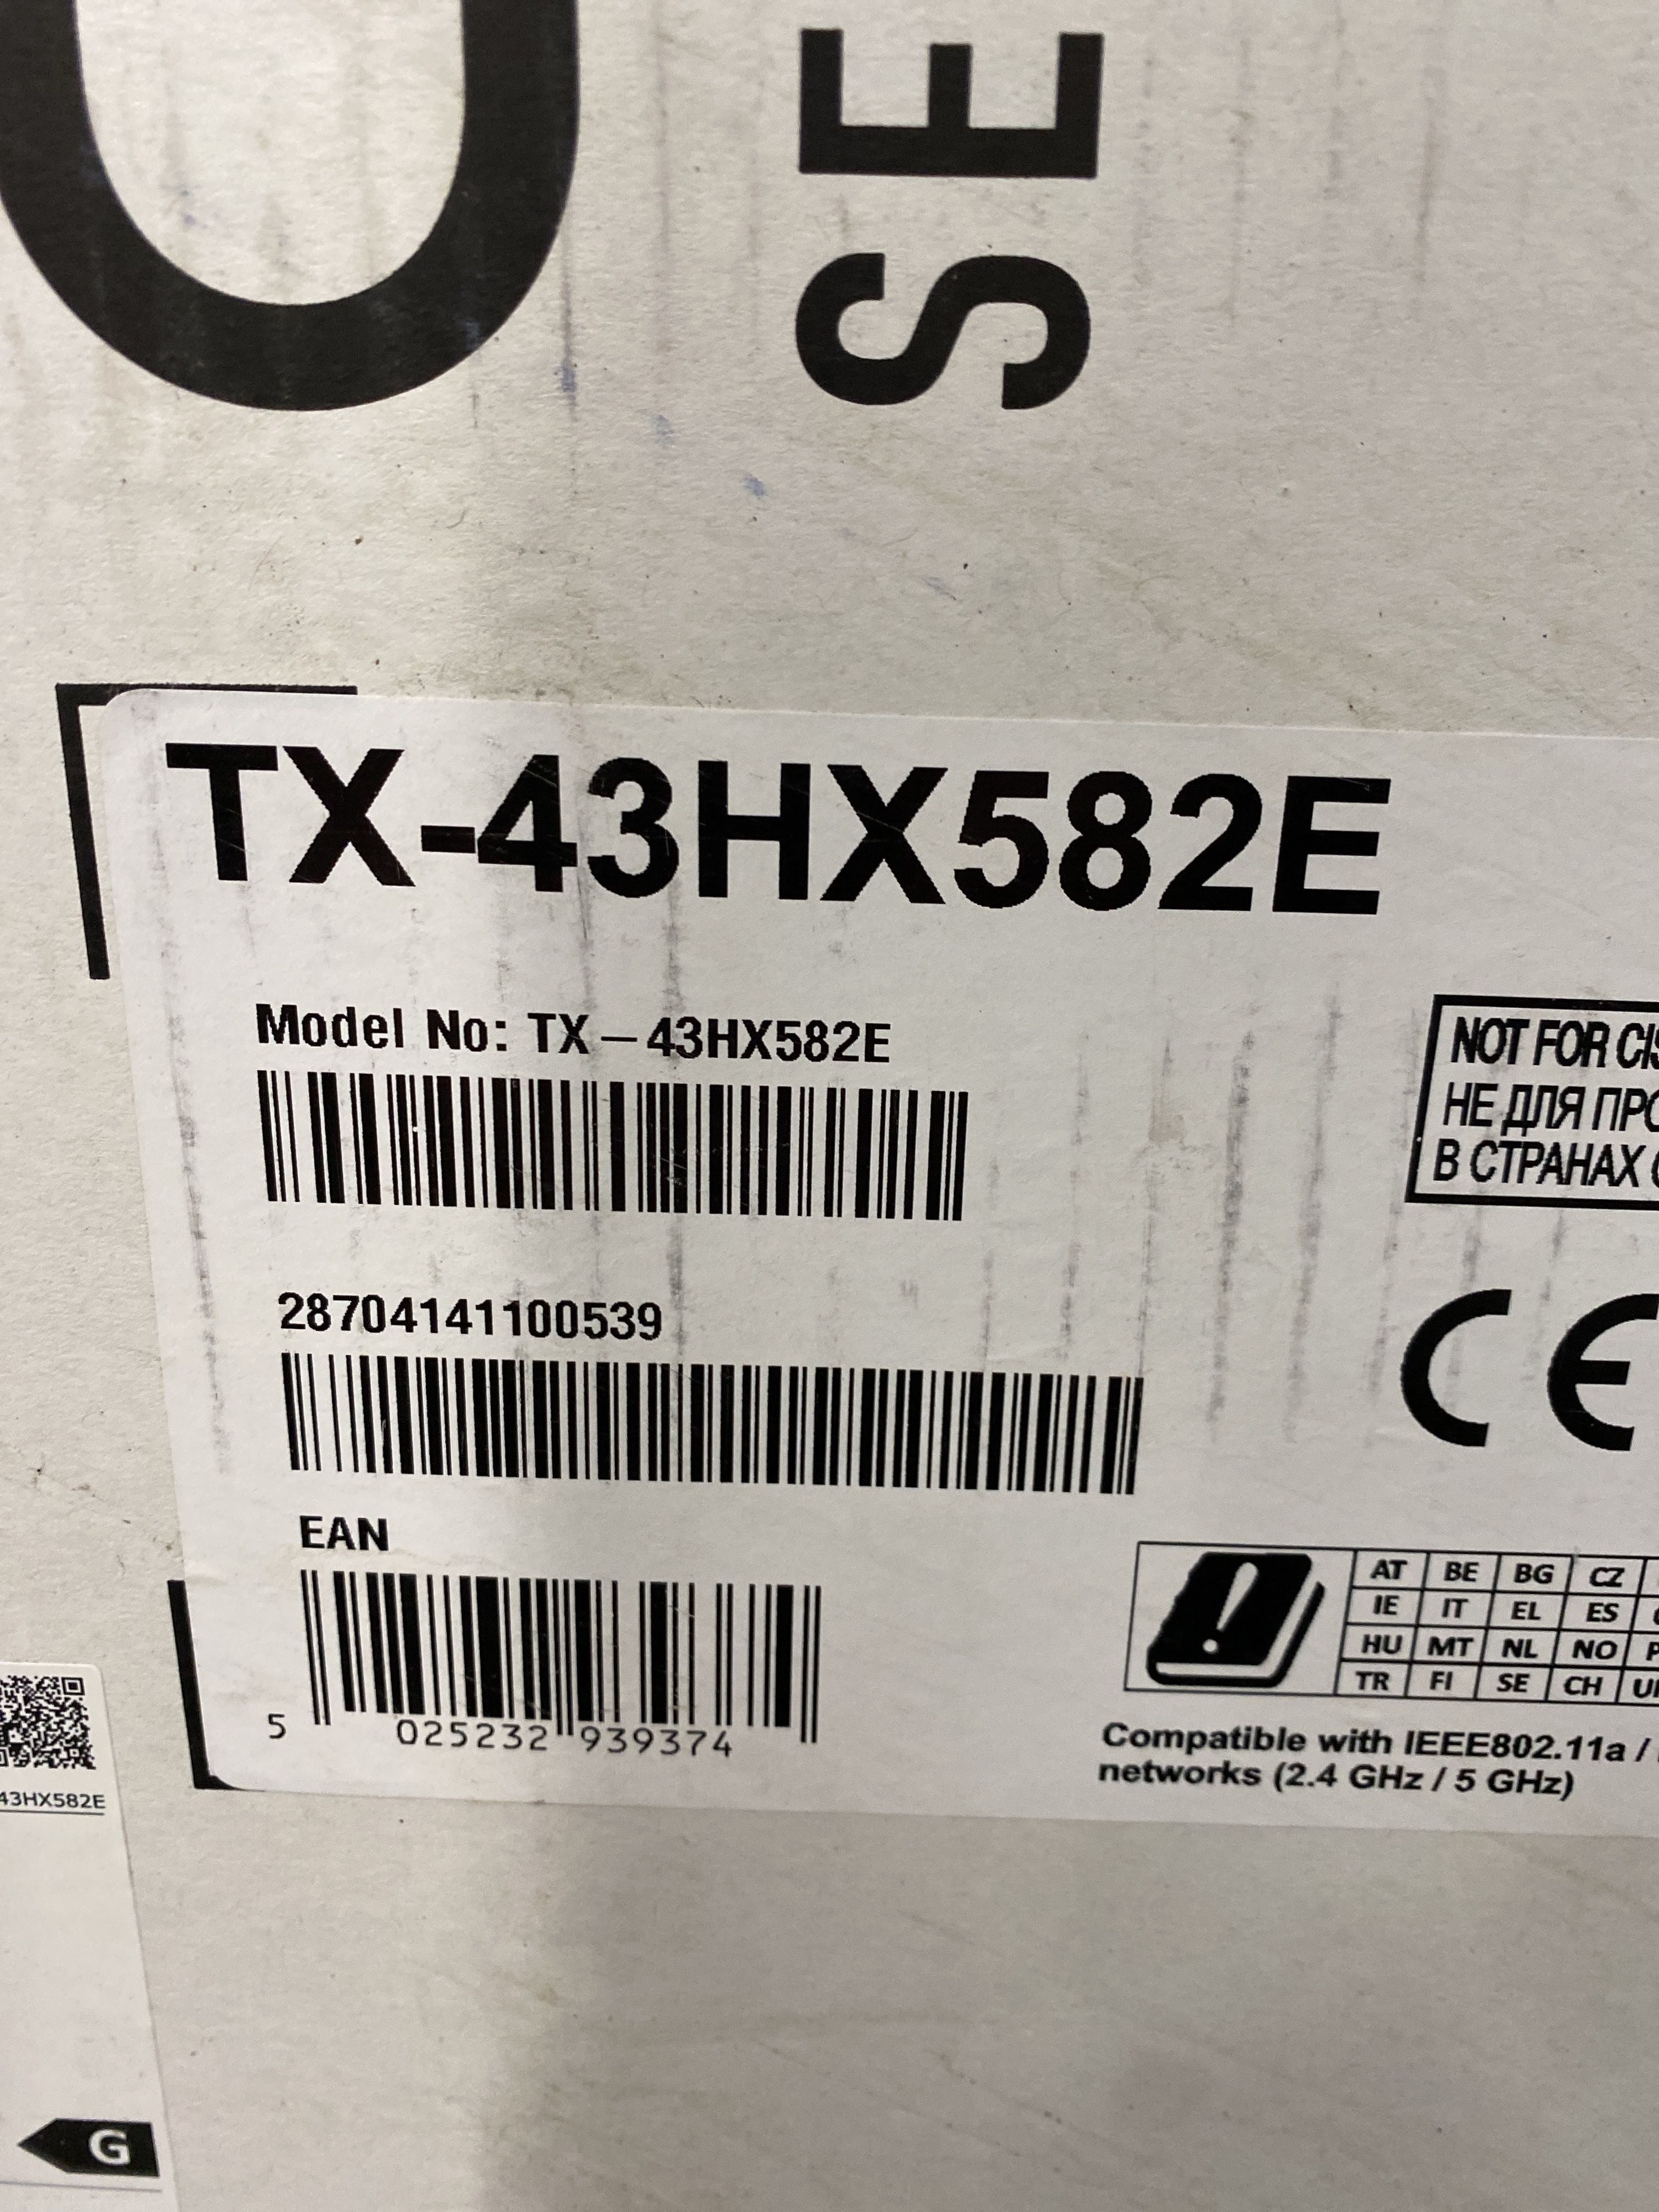 SE
TX-43HX582E
Model No: TX-43HX582E
28704141100539
EAN
5 025232 939374
NOT FOR CIS
НЕ ДЛЯ ПРО
В СТРАНАХ С
CE
AT BE BG CZ
IE IT EL ES
HU MT NL NO P
TR FI SE CH UK
Compatible with IEEE802.11a /
networks (2.4 GHz / 5 GHz)
43HX582E
G